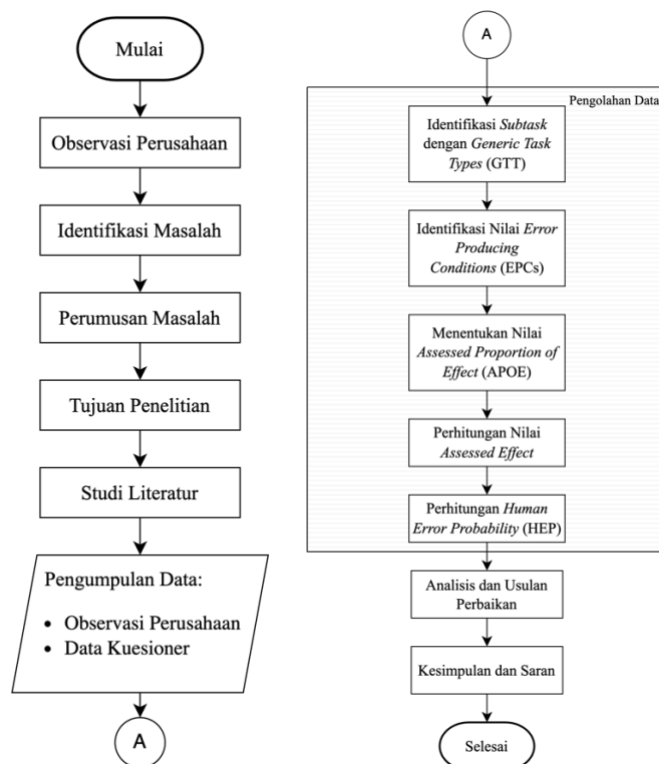 Mulai
Observasi Perusahaan
Identifikasi Masalah
Perumusan Masalah
Tujuan Penelitian
Studi Literatur
Pengumpulan Data:
• Observasi Perusahaan
• Data Kuesioner
A
A
Pengolahan Data
Identifikasi Subtask
dengan Generic Task
Types (GTT)
Identifikasi Nilai Error
Producing
Conditions (EPCs)
Menentukan Nilai
Assessed Proportion of
Effect (APOE)
Perhitungan Nilai
Assessed Effect
Perhitungan Human
Error Probability (HEP)
Analisis dan Usulan
Perbaikan
Kesimpulan dan Saran
Selesai